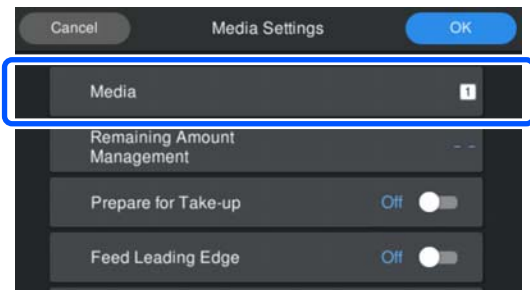 Cancel Media Settings OK
Media 1
Remaining Amount
Management - -
Prepare for Take-up Off
Feed Leading Edge Off